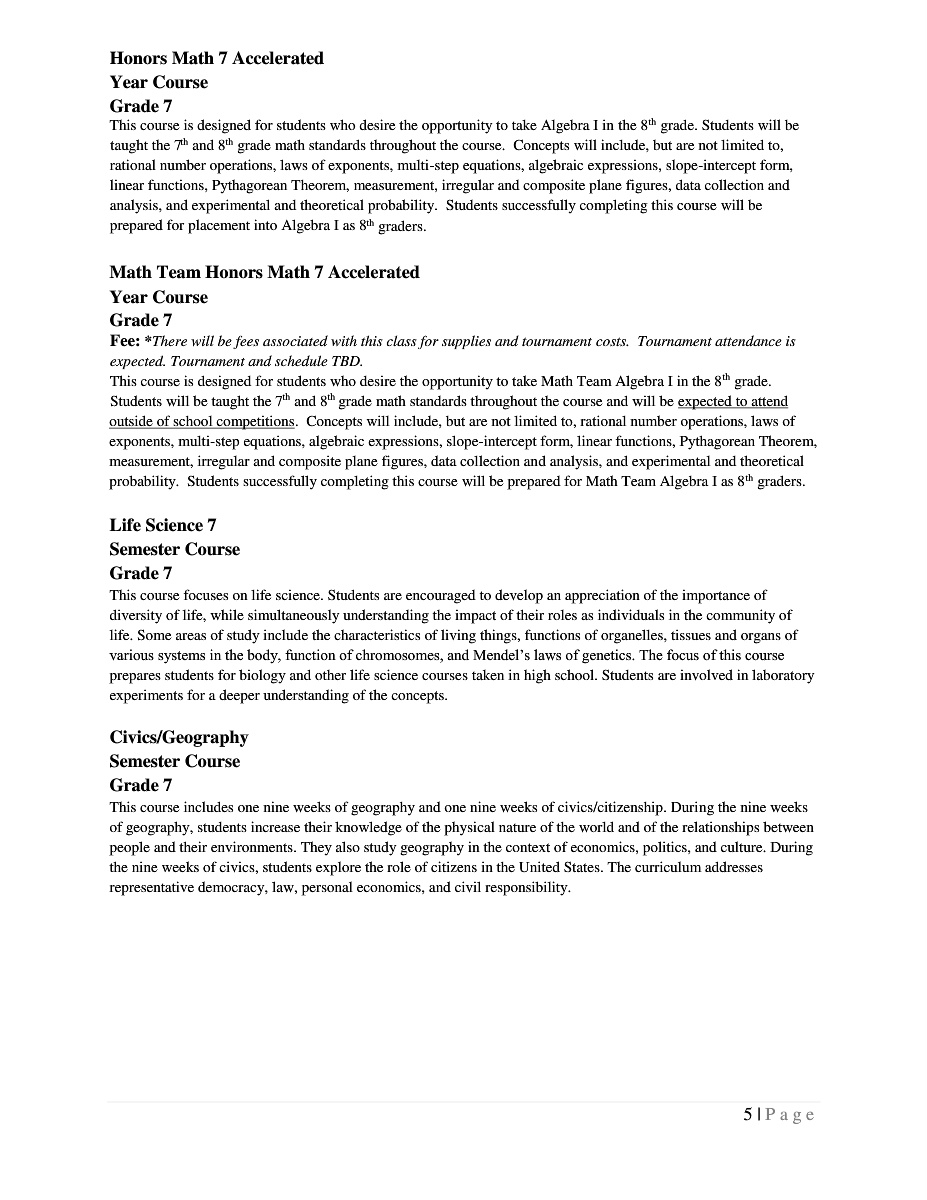 Honors Math 7 Accelerated
Year Course
Grade 7
This course is designed for students who desire the opportunity to take Algebra I in the 8th grade. Students will be
taught the 7th and 8th grade math standards throughout the course.  Concepts will include, but are not limited to,
rational number operations, laws of exponents, multi-step equations, algebraic expressions, slope-intercept form,
linear functions, Pythagorean Theorem, measurement, irregular and composite plane figures, data collection and
analysis, and experimental and theoretical probability.  Students successfully completing this course will be
prepared for placement into Algebra I as 8th graders.
Math Team Honors Math 7 Accelerated
Year Course
Grade 7
Fee: *There will be fees associated with this class for supplies and tournament costs.  Tournament attendance is
expected. Tournament and schedule TBD.
This course is designed for students who desire the opportunity to take Math Team Algebra I in the 8th grade.
Students will be taught the 7th and 8th grade math standards throughout the course and will be expected to attend
outside of school competitions.  Concepts will include, but are not limited to, rational number operations, laws of
exponents, multi-step equations, algebraic expressions, slope-intercept form, linear functions, Pythagorean Theorem,
measurement, irregular and composite plane figures, data collection and analysis, and experimental and theoretical
probability.  Students successfully completing this course will be prepared for Math Team Algebra I as 8th graders.
Life Science 7
Semester Course
Grade 7
This course focuses on life science. Students are encouraged to develop an appreciation of the importance of
diversity of life, while simultaneously understanding the impact of their roles as individuals in the community of
life. Some areas of study include the characteristics of living things, functions of organelles, tissues and organs of
various systems in the body, function of chromosomes, and Mendel's laws of genetics. The focus of this course
prepares students for biology and other life science courses taken in high school. Students are involved in laboratory
experiments for a deeper understanding of the concepts.
Civics/Geography
Semester Course
Grade 7
This course includes one nine weeks of geography and one nine weeks of civics/citizenship. During the nine weeks
of geography, students increase their knowledge of the physical nature of the world and of the relationships between
people and their environments. They also study geography in the context of economics, politics, and culture. During
the nine weeks of civics, students explore the role of citizens in the United States. The curriculum addresses
representative democracy, law, personal economics, and civil responsibility.
5 | Page